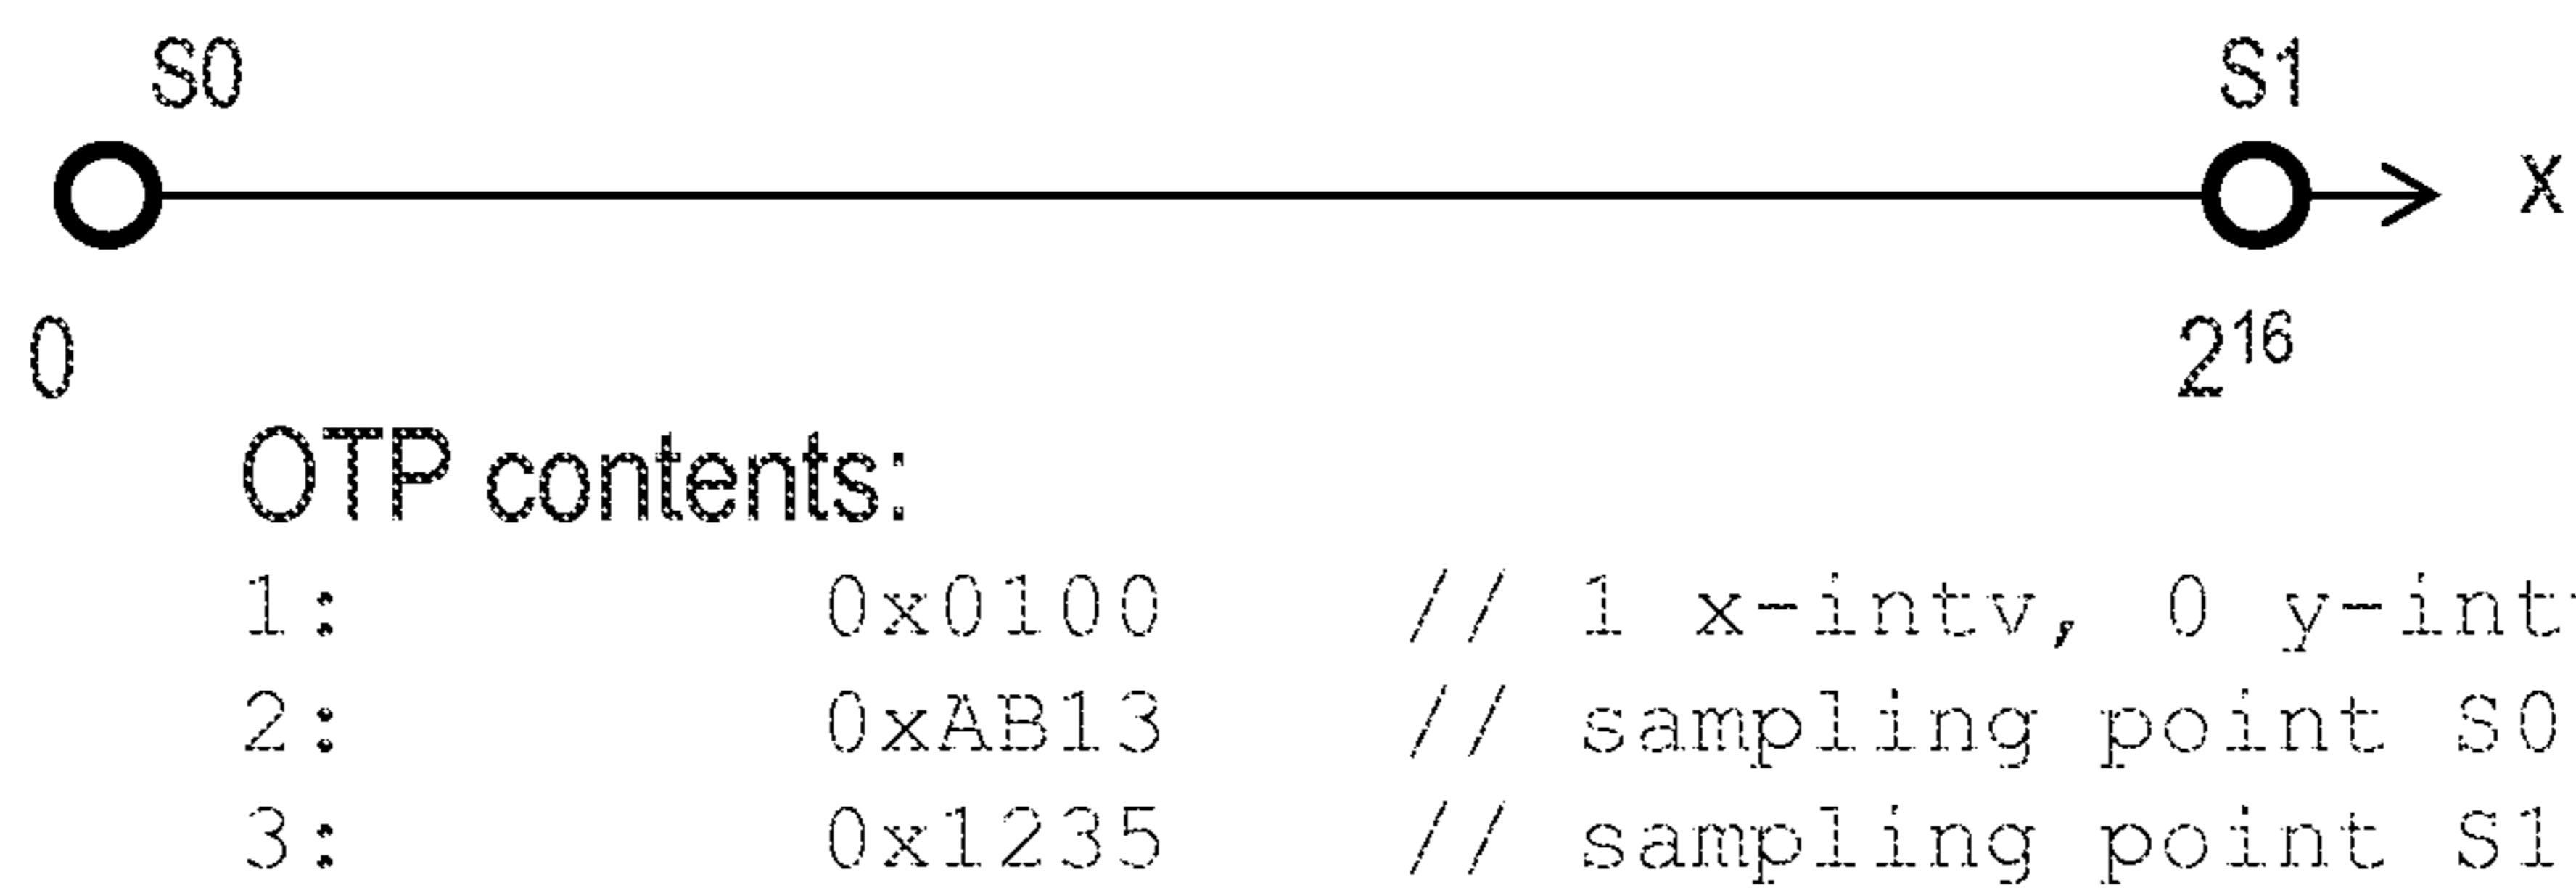 S0 S1
X
0 2¹⁶
OTP contents:
1: 0x0100 // 1 x-intv, 0 y-int
2: 0xAB13 // sampling point S0
3: 0x1235 // sampling point S1